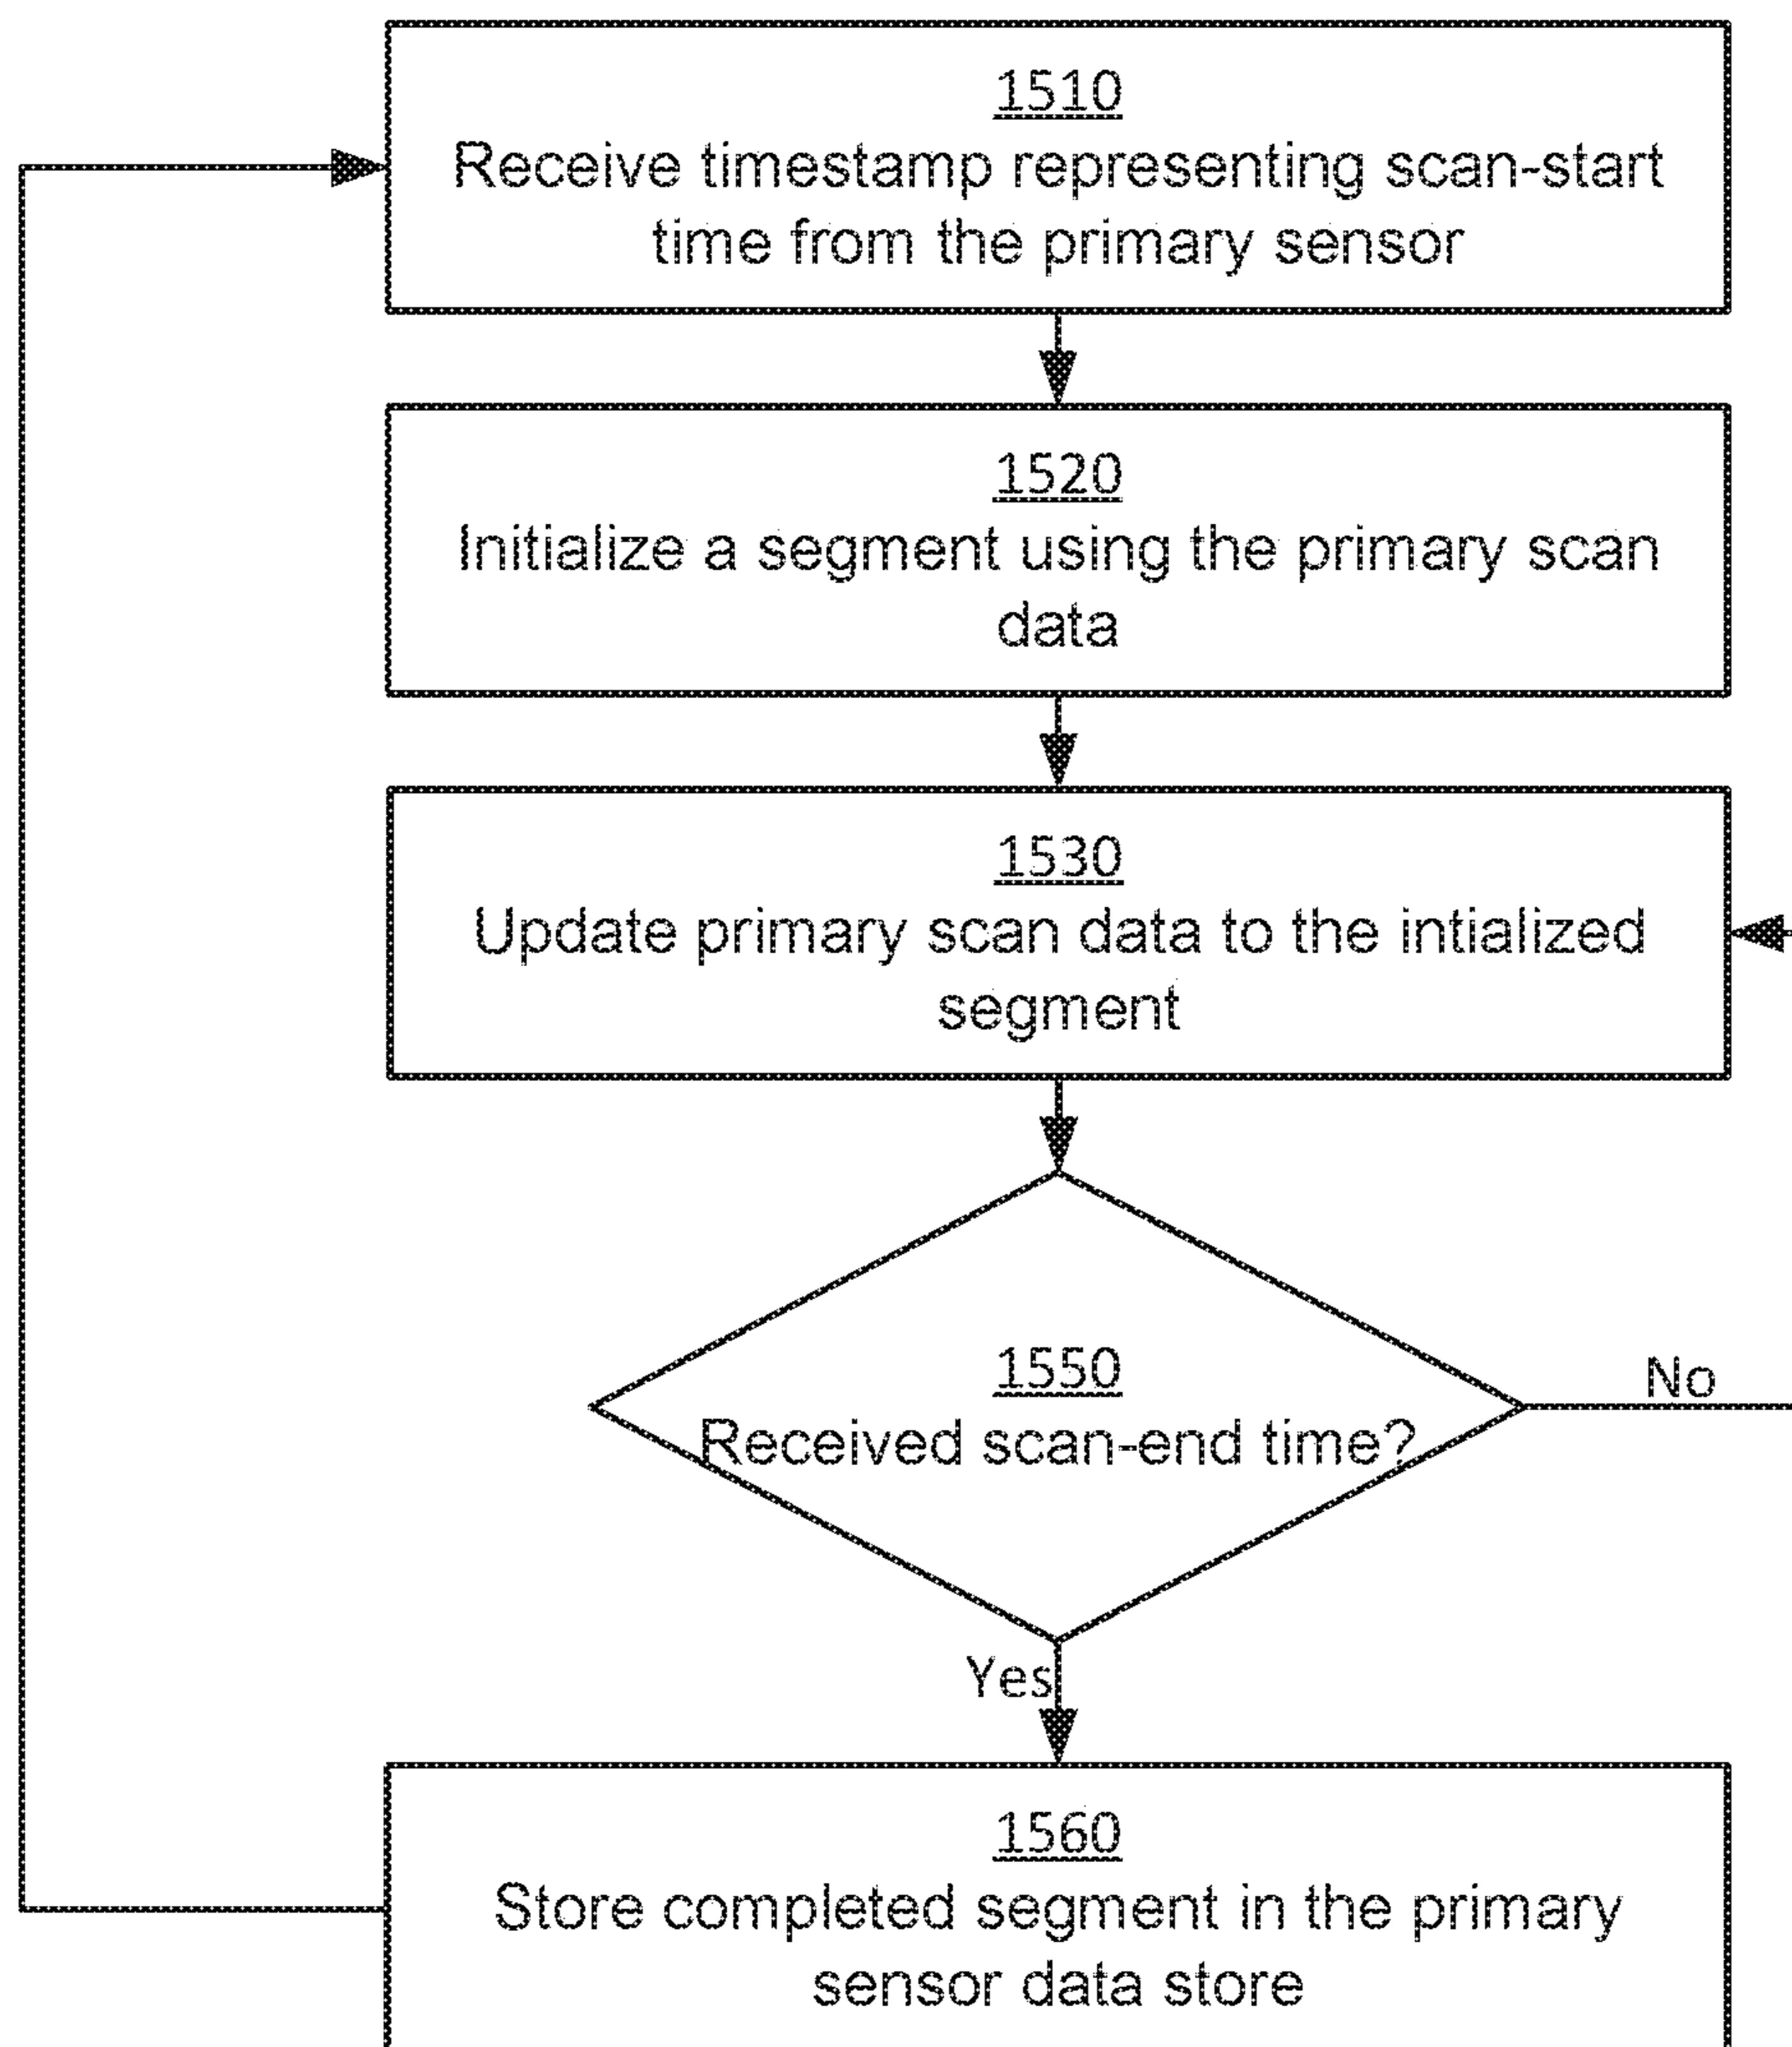 1510
Receive timestamp representing scan-start
time from the primary sensor
1520
Initialize a segment using the primary scan
data
1530
Update primary scan data to the intialized
segment
1550
Received scan-end time?
No
Yes
1560
Store completed segment in the primary
sensor data store